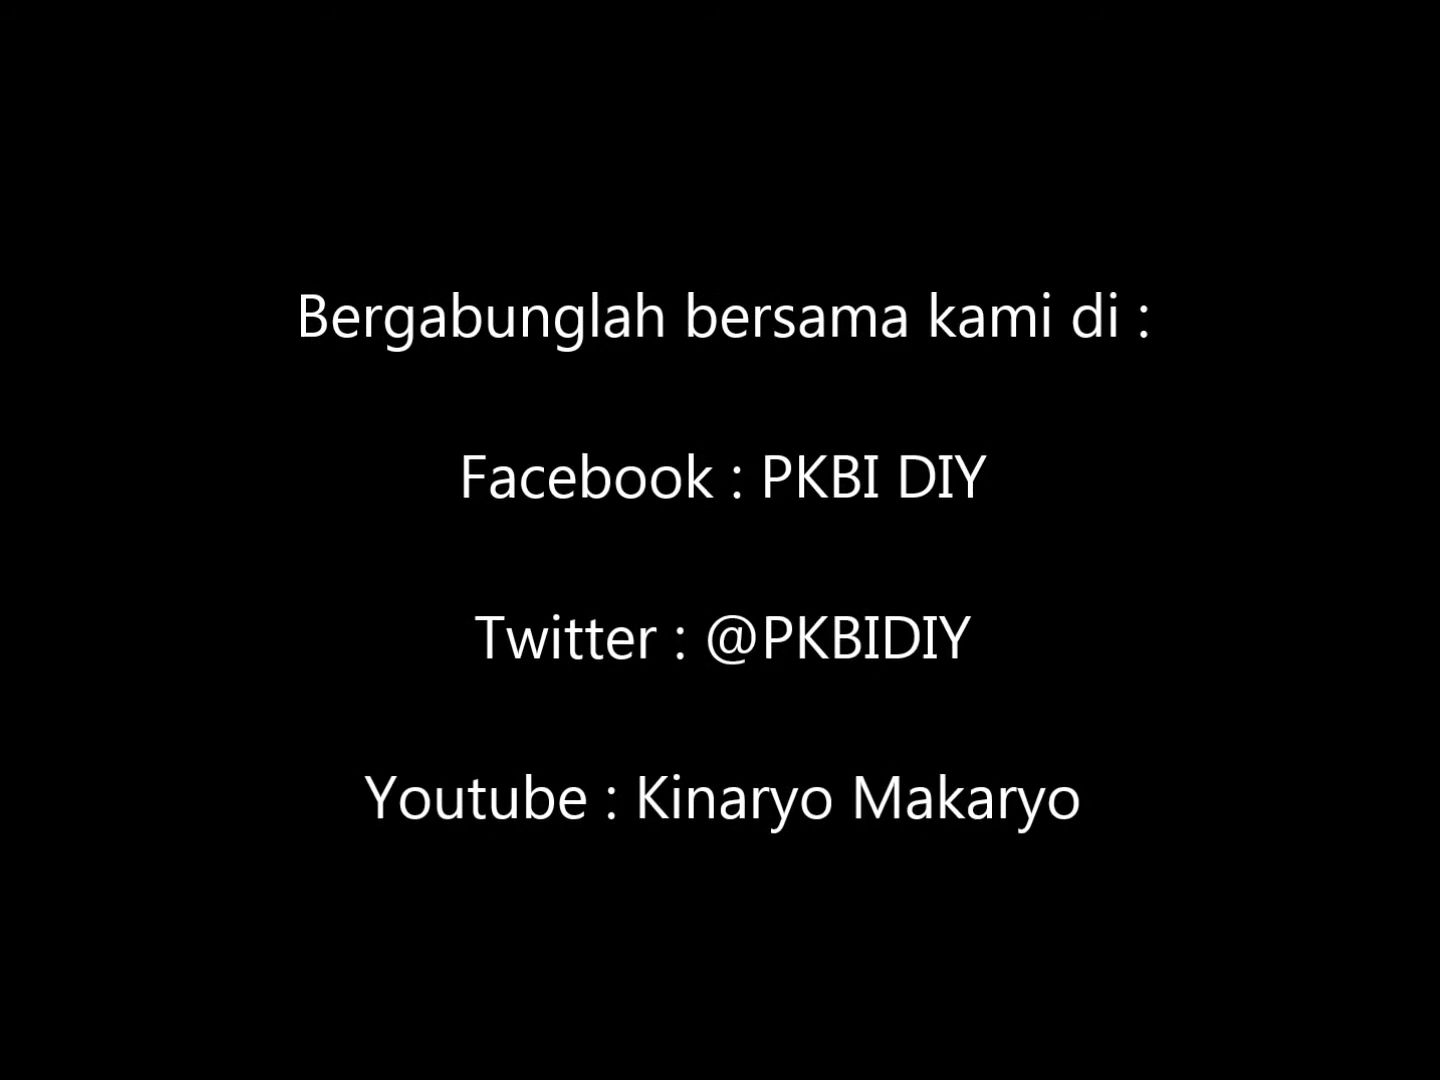 Bergabunglah bersama kami di :
Facebook : PKBI DIY
Twitter : @PKBIDIY
Youtube : Kinaryo Makaryo